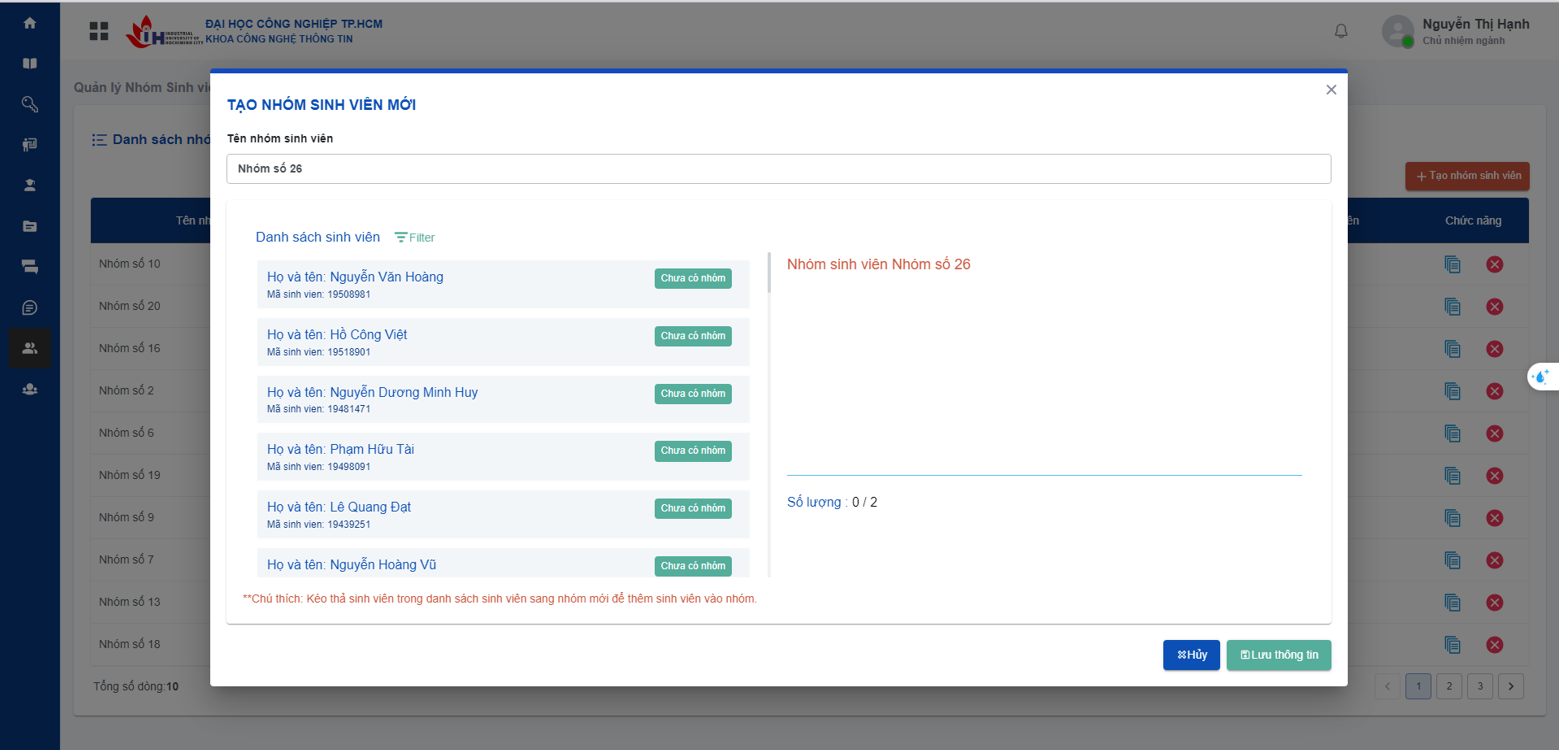 ĐẠI HỌC CÔNG NGHIỆP TP.HCM
INDUSTRIAL
UNIVERSITY OF
HOCHIMINH CITY
KHOA CÔNG NGHỆ THÔNG TIN
Nguyễn Thị Hạnh
Chủ nhiệm ngành
Quản lý Nhóm Sinh
Danh sách
Tạo nhóm sinh viên
Tên
Chức năng
Nhóm số 10
Nhóm số 20
Nhóm số 16
Nhóm số 2
Nhóm số 6
Nhóm số 19
Nhóm số 9
Nhóm số 7
Nhóm số 13
Nhóm số 18
Tổng số dòng:10
1 2 3
TẠO NHÓM SINH VIÊN MỚI
Tên nhóm sinh viên
Nhóm số 26
Danh sách sinh viên Filter
Họ và tên: Nguyễn Văn Hoàng
Mã sinh vien: 19508981
Chưa có nhóm
Họ và tên: Hồ Công Việt
Mã sinh vien: 19518901
Chưa có nhóm
Họ và tên: Nguyễn Dương Minh Huy
Mã sinh vien: 19481471
Chưa có nhóm
Họ và tên: Phạm Hữu Tài
Mã sinh vien: 19498091
Chưa có nhóm
Họ và tên: Lê Quang Đạt
Mã sinh vien: 19439251
Chưa có nhóm
Họ và tên: Nguyễn Hoàng Vũ
Chưa có nhóm
Nhóm sinh viên Nhóm số 26
Số lượng : 0 / 2
**Chú thích: Kéo thả sinh viên trong danh sách sinh viên sang nhóm mới để thêm sinh viên vào nhóm.
Hủy
Lưu thông tin